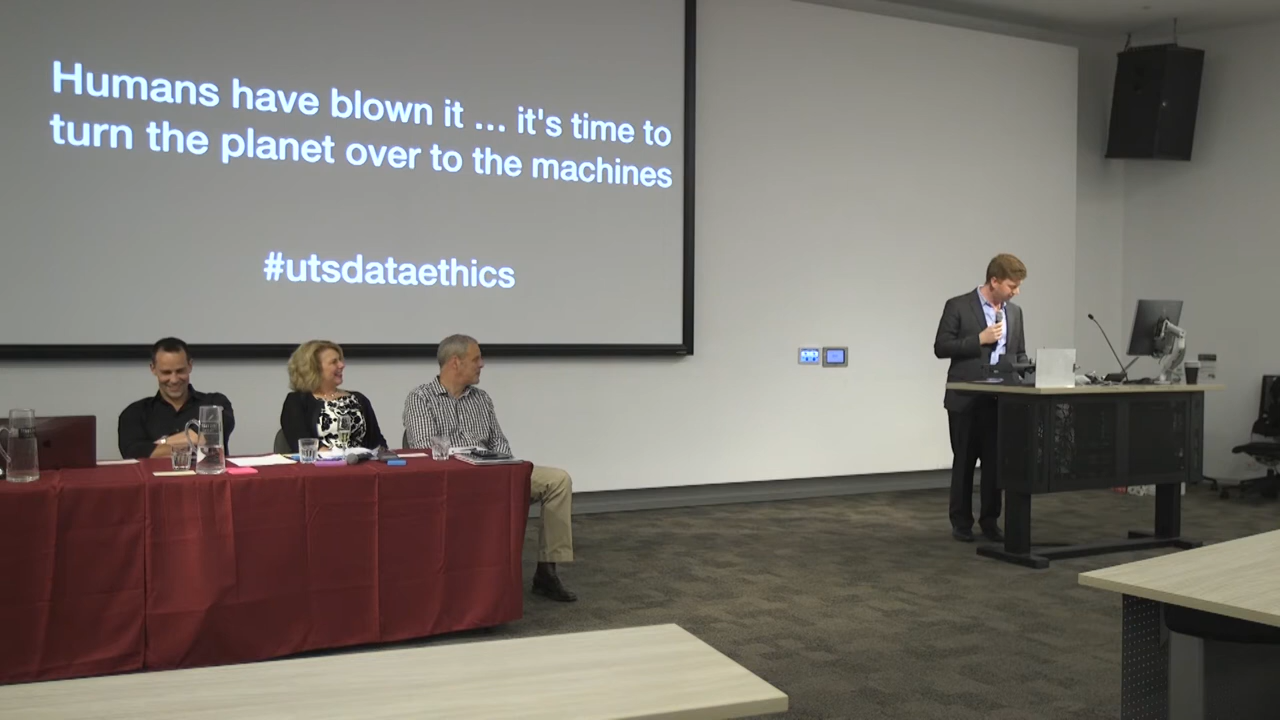 Humans have blown it ... it's time to
turn the planet over to the machines
#utsdataethics